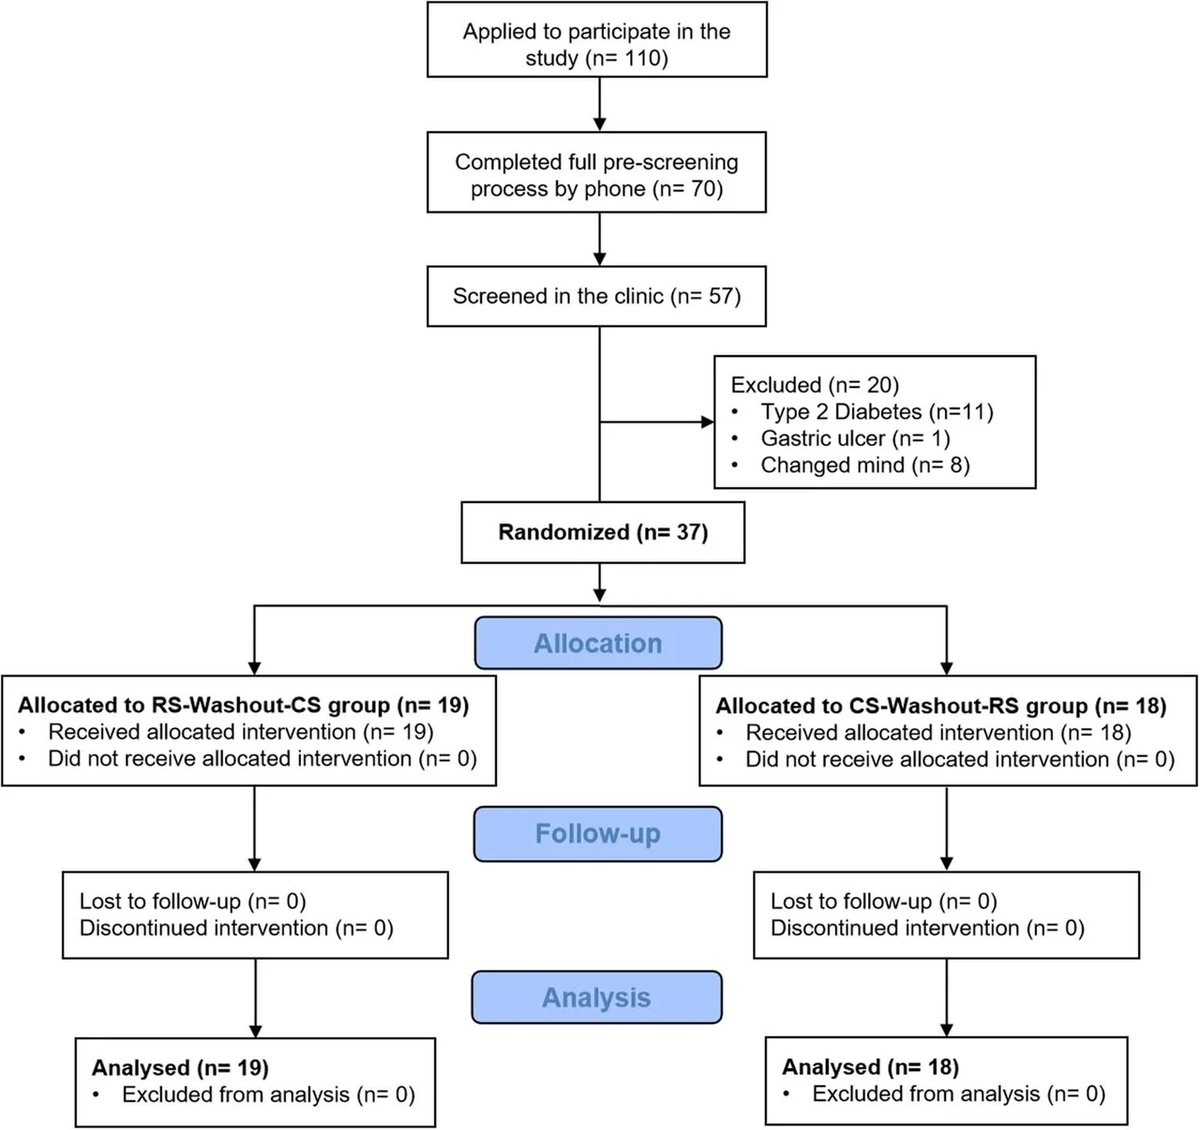 Applied to participate in the
study (n= 110)
Completed full pre-screening
process by phone (n= 70)
Screened in the clinic (n= 57)
Excluded (n= 20)
• Type 2 Diabetes (n=11)
• Gastric ulcer (n= 1)
• Changed mind (n= 8)
Randomized (n= 37)
Allocation
Allocated to RS-Washout-CS group (n= 19)
• Received allocated intervention (n= 19)
• Did not receive allocated intervention (n= 0)
Allocated to CS-Washout-RS group (n= 18)
• Received allocated intervention (n= 18)
• Did not receive allocated intervention (n= 0)
Follow-up
Lost to follow-up (n= 0)
Discontinued intervention (n= 0)
Lost to follow-up (n= 0)
Discontinued intervention (n= 0)
Analysis
Analysed (n= 19)
• Excluded from analysis (n= 0)
Analysed (n= 18)
• Excluded from analysis (n= 0)